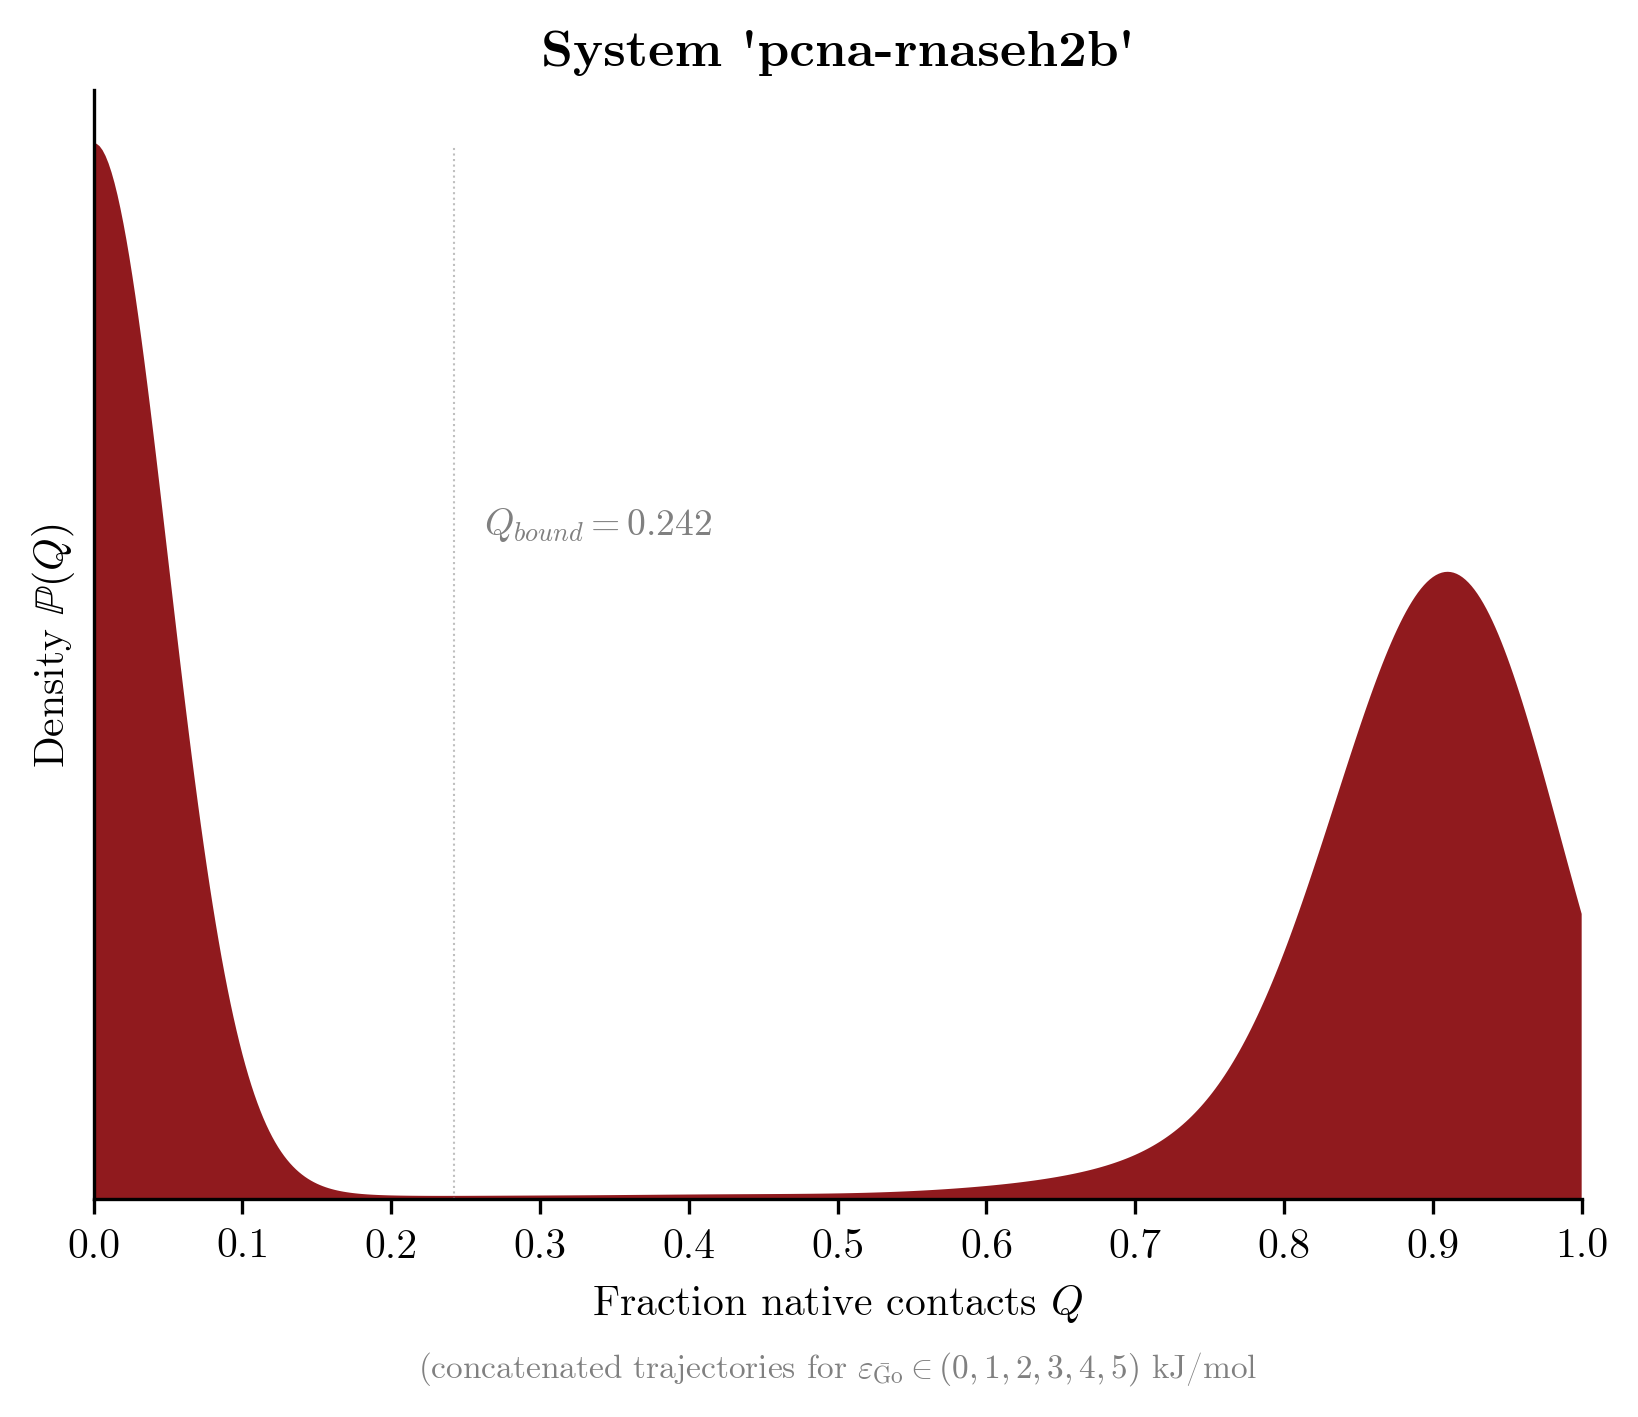 System 'pcna-rnaseh2b'
Density ℙ(Q)
Q_bound = 0.242
0.0 0.1 0.2 0.3 0.4 0.5 0.6 0.7 0.8 0.9 1.0
Fraction native contacts Q
(concatenated trajectories for ε_Ḡo ∈ (0, 1, 2, 3, 4, 5) kJ/mol